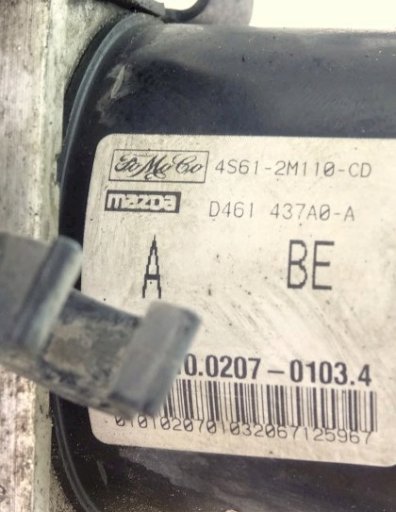 FoMoCo 4S61-2M110-CD
mazda D461 437A0-A
A BE
0.0207-0103.4
0101020701032067125967